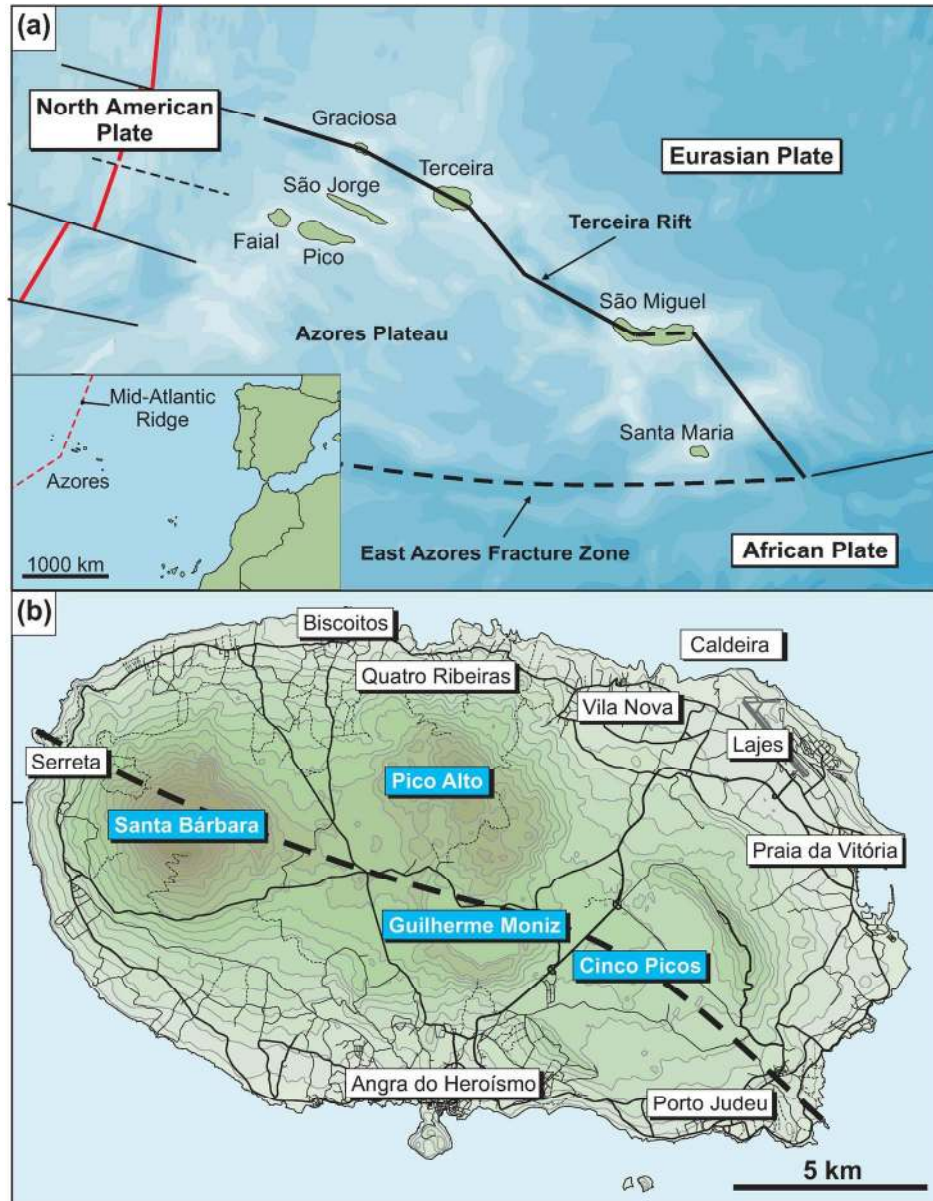 (a)
North American
Plate
Graciosa
Terceira
Eurasian Plate
São Jorge
Faial
Pico
Terceira Rift
São Miguel
Azores Plateau
Mid-Atlantic
Ridge
Azores
Santa Maria
1000 km
East Azores Fracture Zone
African Plate
(b)
Biscoitos
Caldeira
Quatro Ribeiras
Vila Nova
Lajes
Serreta
Pico Alto
Santa Bárbara
Praia da Vitória
Guilherme Moniz
Cinco Picos
Angra do Heroísmo
Porto Judeu
5 km